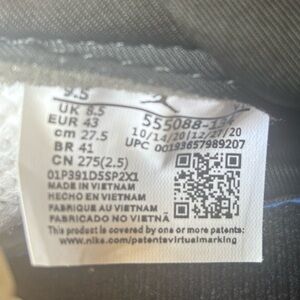 9.5
UK 8.5
EUR 43
cm 27.5
BR 41
CN 275(2.5)
555088-134
10/14/20 12/27/20
UPC 00193657989207
01P391D5SP2X1
MADE IN VIETNAM
HECHO EN VIETNAM
FABRIQUE AU VIETNAM
FABRICADO NO VIETNÃ
This product is covered by one or more patents:
www.nike.com/patentsvirtualmarking